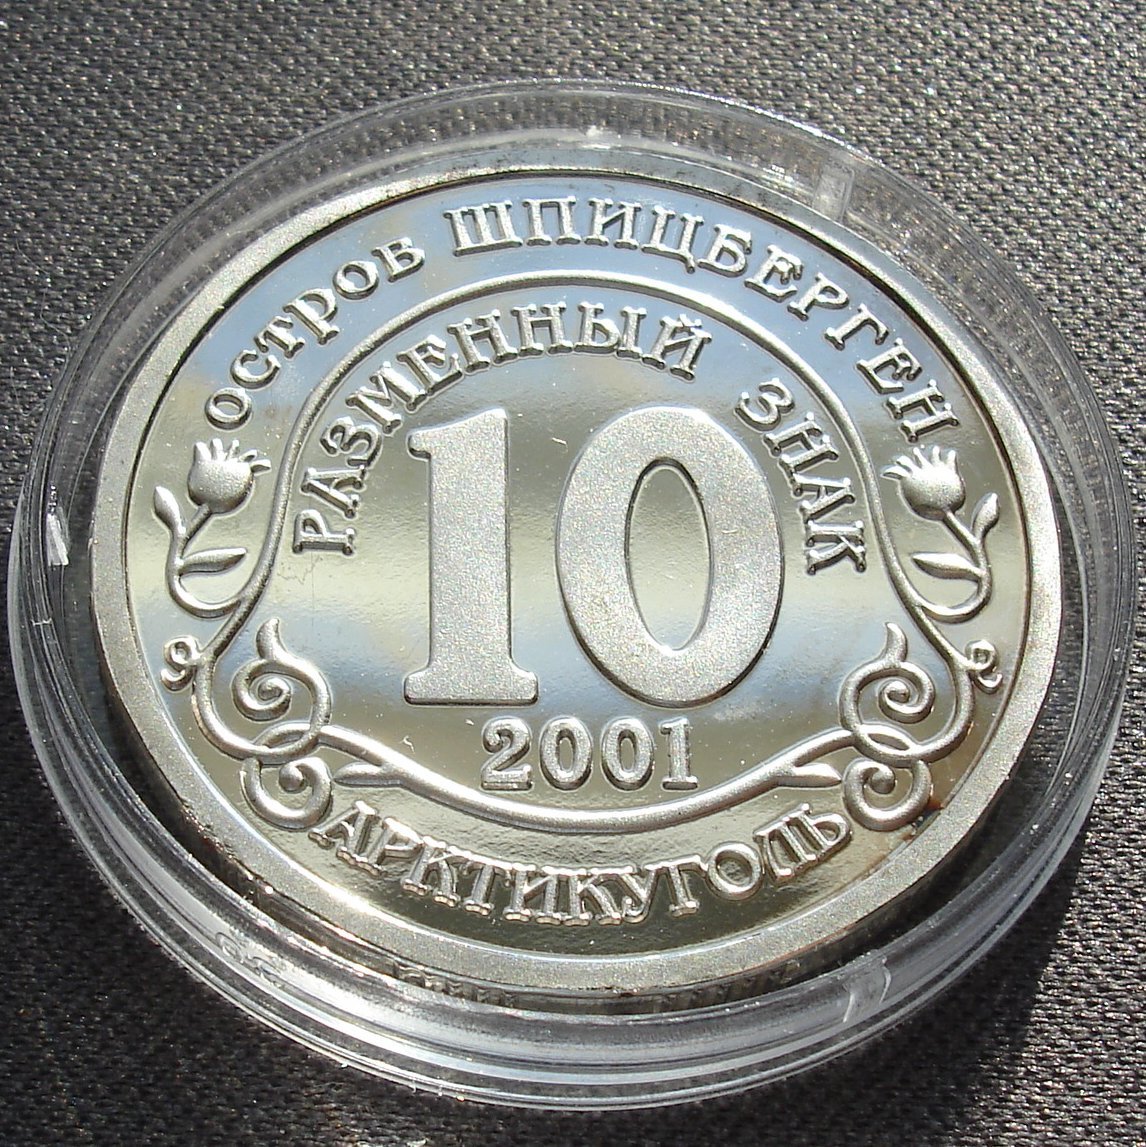 ОСТРОВ ШПИЦБЕРГЕН
РАЗМЕННЫЙ ЗНАК
10
2001
АРКТИКУГОЛЬ